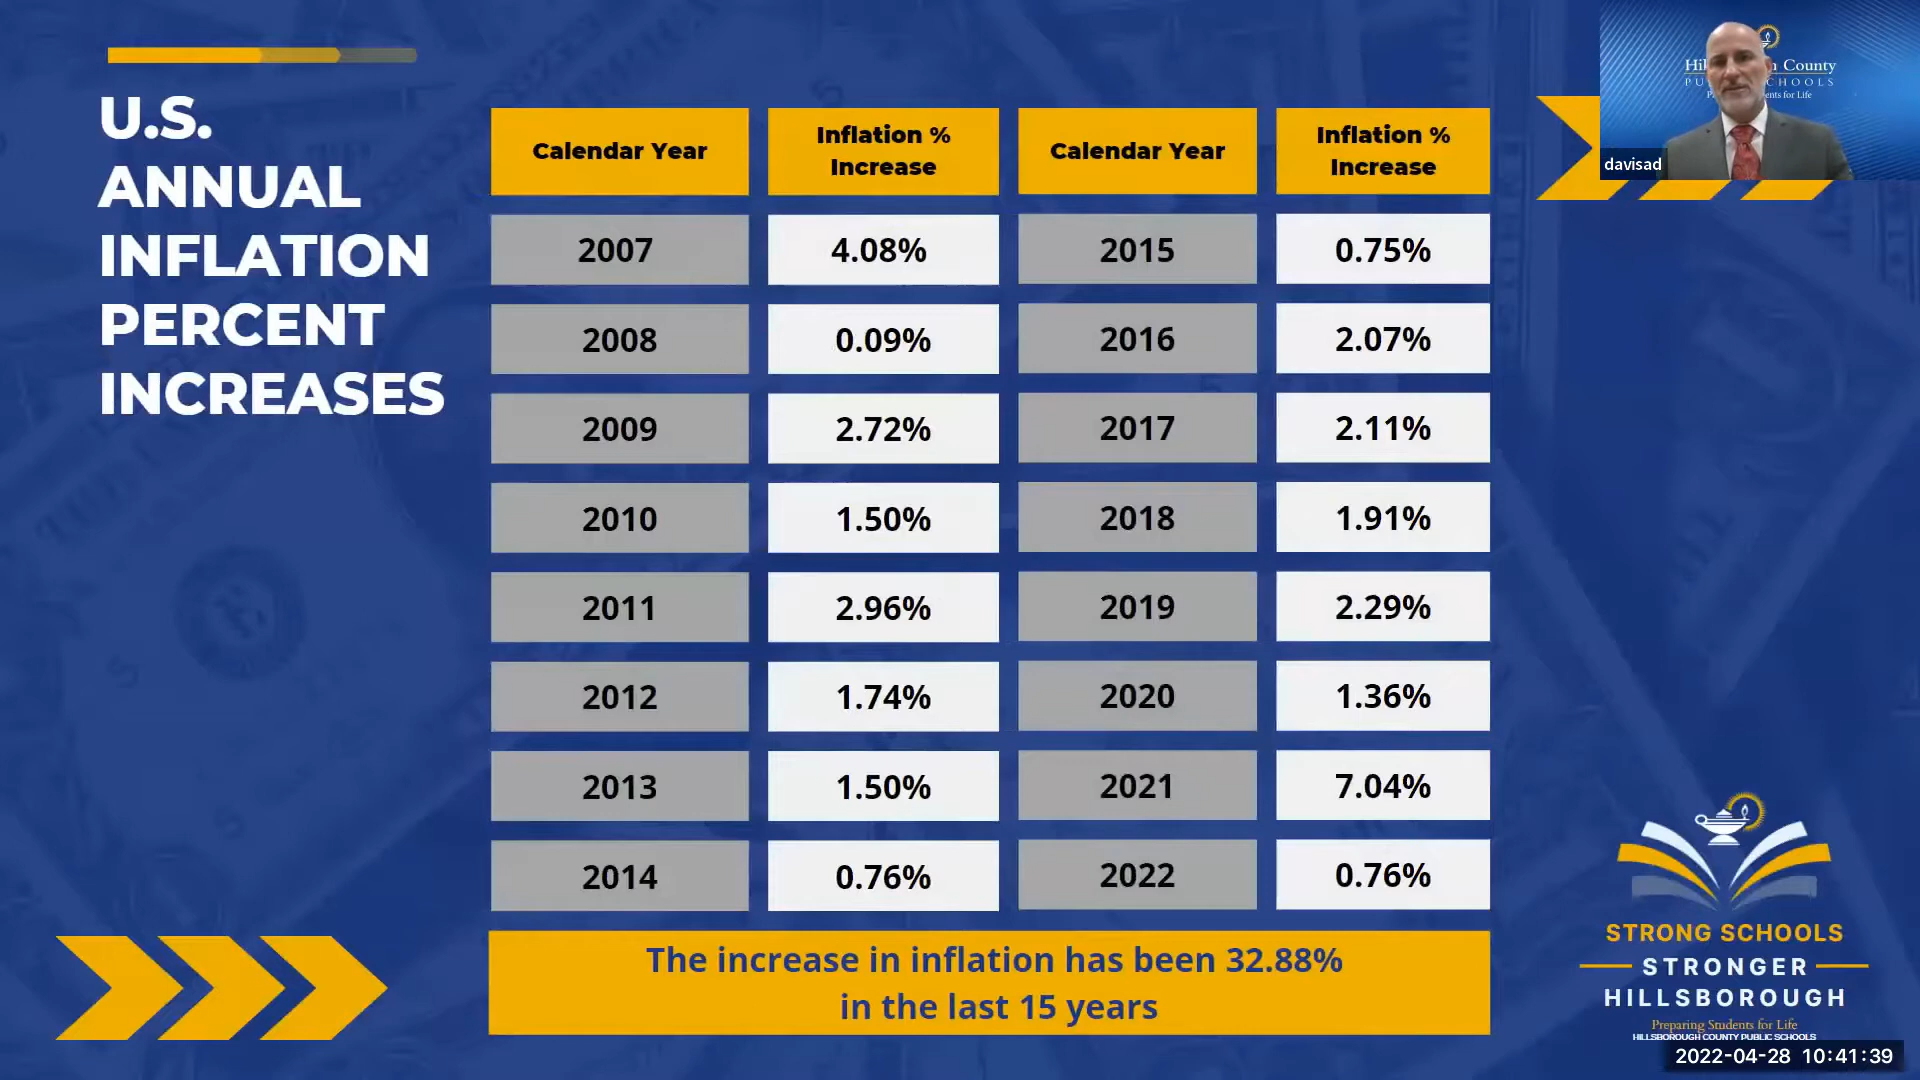 U.S.
ANNUAL
INFLATION
PERCENT
INCREASES
Calendar Year
Inflation %
Increase
Calendar Year
Inflation %
Increase
2007 4.08% 2015 0.75%
2008 0.09% 2016 2.07%
2009 2.72% 2017 2.11%
2010 1.50% 2018 1.91%
2011 2.96% 2019 2.29%
2012 1.74% 2020 1.36%
2013 1.50% 2021 7.04%
2014 0.76% 2022 0.76%
The increase in inflation has been 32.88%
in the last 15 years
County
davisad
STRONG SCHOOLS
STRONGER
HILLSBOROUGH
Preparing Students for Life
HILLSBOROUGH COUNTY PUBLIC SCHOOLS
2022-04-28 10:41:39